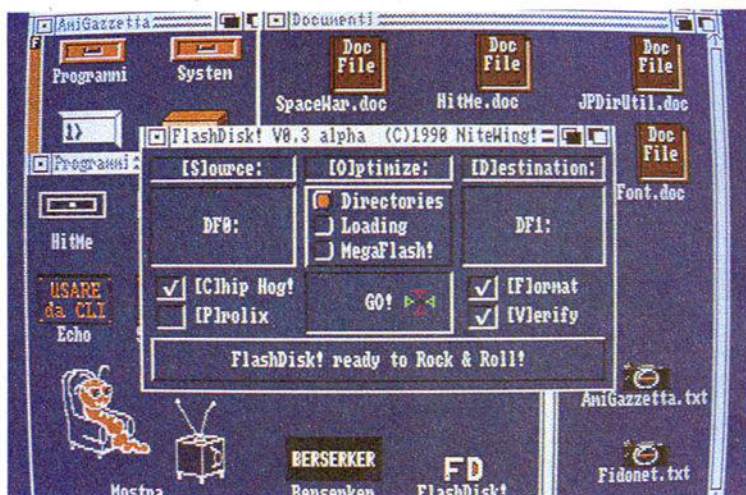 AmiGazzetta
Documenti
F
Programmi
System
Doc
File
SpaceWar.doc
Doc
File
HitMe.doc
Doc
File
JPDirUtil.doc
1>
Doc
File
Font.doc
FlashDisk! V0.3 alpha (C)1990 NiteWing!
[S]ource:
[O]ptimize:
[D]estination:
DF0:
Directories
Loading
MegaFlash!
DF1:
[C]hip Hog!
[P]rolix
GO!
[F]ormat
[V]erify
FlashDisk! ready to Rock & Roll!
Programmi
HitMe
USARE
da CLI
Echo
AmiGazzetta.txt
Mostra
BERSERKER
Berserker
FD
FlashDisk!
Fidonet.txt